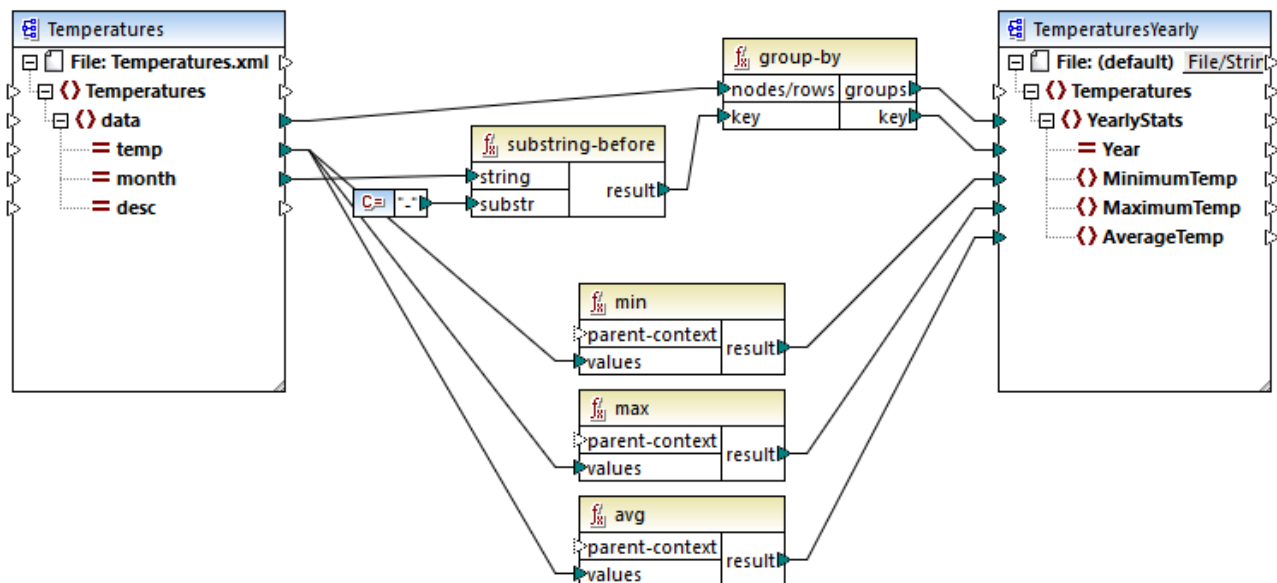 Temperatures
File: Temperatures.xml
Temperatures
data
temp
month
desc
C= "-"
substring-before
string
substr
result
group-by
nodes/rows groups
key key
min
parent-context
values
result
max
parent-context
values
result
avg
parent-context
values
result
TemperaturesYearly
File: (default) File/Strin
Temperatures
YearlyStats
Year
MinimumTemp
MaximumTemp
AverageTemp